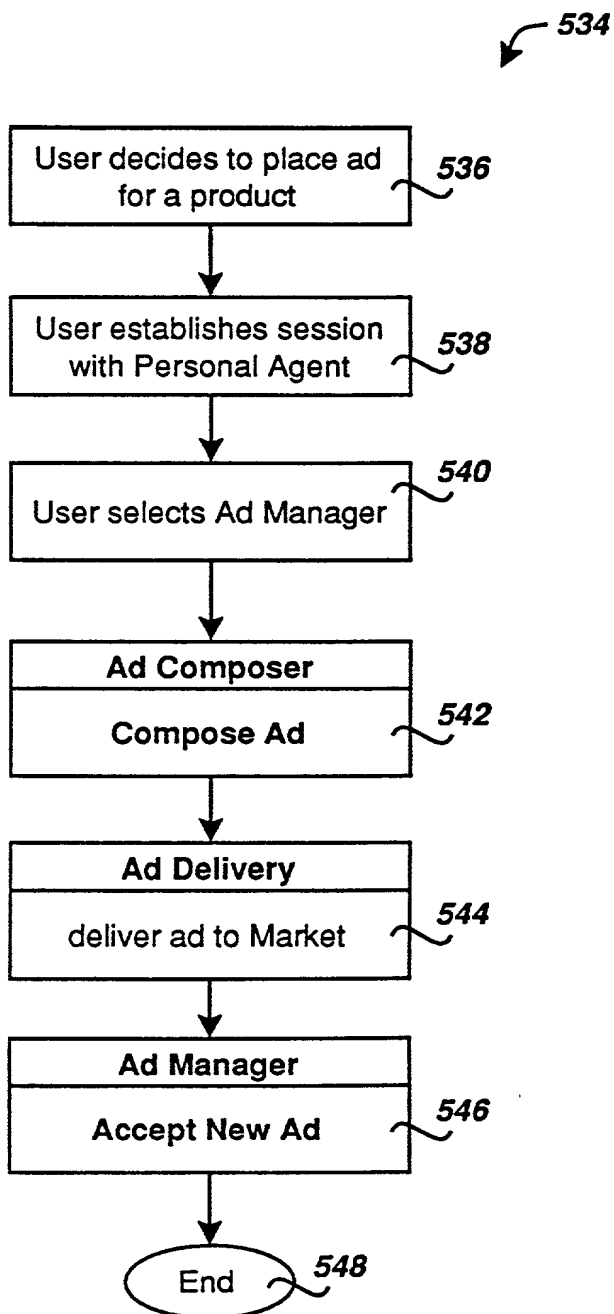 534
User decides to place ad
for a product
536
User establishes session
with Personal Agent
538
User selects Ad Manager
540
Ad Composer
Compose Ad
542
Ad Delivery
deliver ad to Market
544
Ad Manager
Accept New Ad
546
End
548